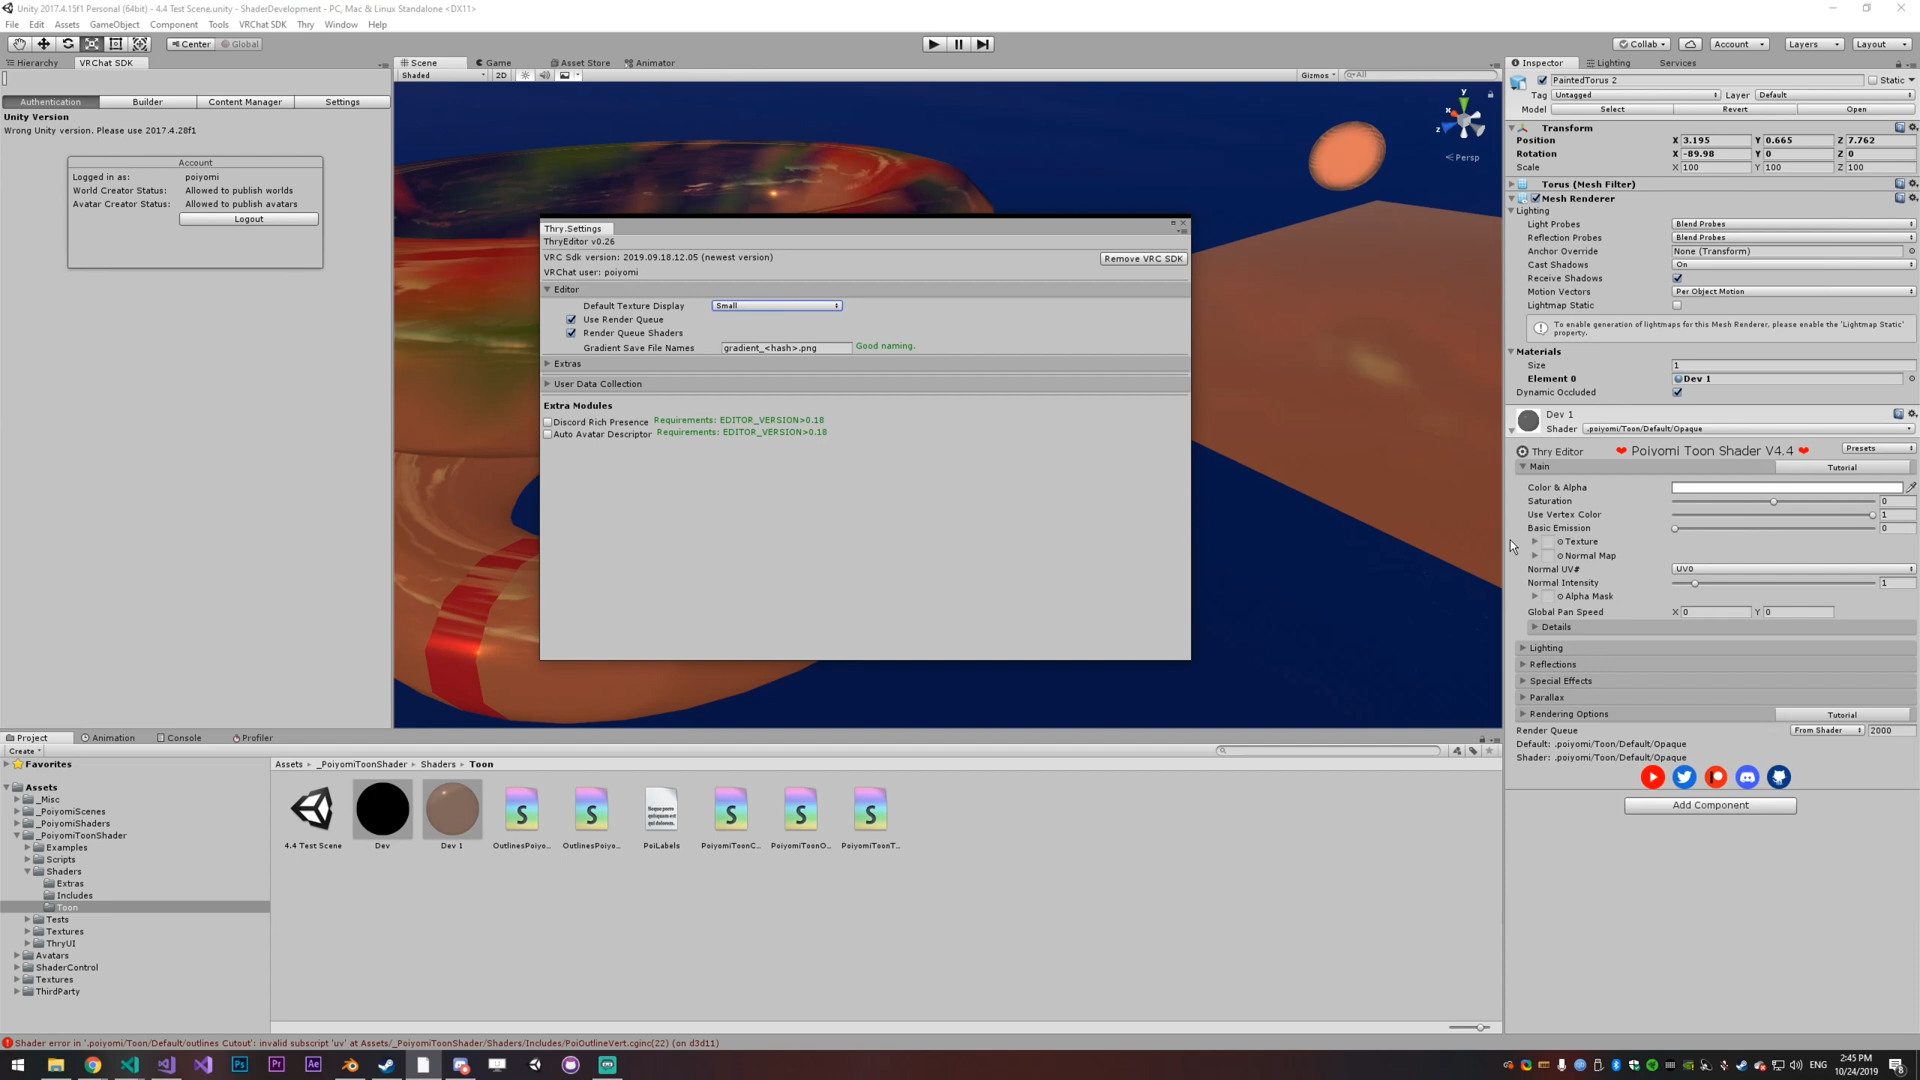 Unity 2017.4.15f1 Personal (64bit) - 4.4 Test Scene.unity - ShaderDevelopment - PC, Mac & Linux Standalone <DX11>
File Edit Assets GameObject Component Tools VRChat SDK Thry Window Help
Center Global Collab Account Layers Layout
Hierarchy VRChat SDK Scene Game Asset Store Animator Inspector Lighting Services
Shaded 2D Gizmos All
Authentication Builder Content Manager Settings
Unity Version
Wrong Unity version. Please use 2017.4.28f1
Account
Logged in as: poiyomi
World Creator Status: Allowed to publish worlds
Avatar Creator Status: Allowed to publish avatars
Logout
y
x
z
Persp
Thry.Settings
ThryEditor v0.26
VRC Sdk version: 2019.09.18.12.05 (newest version) Remove VRC SDK
VRChat user: poiyomi
Editor
Default Texture Display Small
Use Render Queue
Render Queue Shaders
Gradient Save File Names gradient_<hash>.png Good naming.
Extras
User Data Collection
Extra Modules
Discord Rich Presence Requirements: EDITOR_VERSION>0.18
Auto Avatar Descriptor Requirements: EDITOR_VERSION>0.18
PaintedTorus 2 Static
Tag Untagged Layer Default
Model Select Revert Open
Transform
Position X 3.195 Y 0.665 Z 7.762
Rotation X -89.98 Y 0 Z 0
Scale X 100 Y 100 Z 100
Torus (Mesh Filter)
Mesh Renderer
Lighting
Light Probes Blend Probes
Reflection Probes Blend Probes
Anchor Override None (Transform)
Cast Shadows On
Receive Shadows
Motion Vectors Per Object Motion
Lightmap Static
To enable generation of lightmaps for this Mesh Renderer, please enable the 'Lightmap Static'
property.
Materials
Size 1
Element 0 Dev 1
Dynamic Occluded
Dev 1
Shader .poiyomi/Toon/Default/Opaque
Thry Editor ❤ Poiyomi Toon Shader V4.4 ❤ Presets
Main Tutorial
Color & Alpha
Saturation 0
Use Vertex Color 1
Basic Emission 0
Texture
Normal Map
Normal UV# UV0
Normal Intensity 1
Alpha Mask
Global Pan Speed X 0 Y 0
Details
Lighting
Reflections
Special Effects
Parallax
Rendering Options Tutorial
Render Queue From Shader 2000
Default: .poiyomi/Toon/Default/Opaque
Shader: .poiyomi/Toon/Default/Opaque
Add Component
Project Animation Console Profiler
Create
Favorites
Assets
_Misc
_PoiyomiScenes
_PoiyomiShaders
_PoiyomiToonShader
Examples
Scripts
Shaders
Extras
Includes
Toon
Tests
Textures
ThryUI
Avatars
ShaderControl
Textures
ThirdParty
Assets _PoiyomiToonShader Shaders Toon
4.4 Test Scene Dev Dev 1 OutlinesPoiyo... OutlinesPoiyo... PoiLabels PoiyomiToonC... PoiyomiToonO... PoiyomiToonT...
Shader error in '.poiyomi/Toon/Default/outlines Cutout': invalid subscript 'uv' at Assets/_PoiyomiToonShader/Shaders/Includes/PoiOutlineVert.cginc(22) (on d3d11)
ENG
2:45 PM
10/24/2019